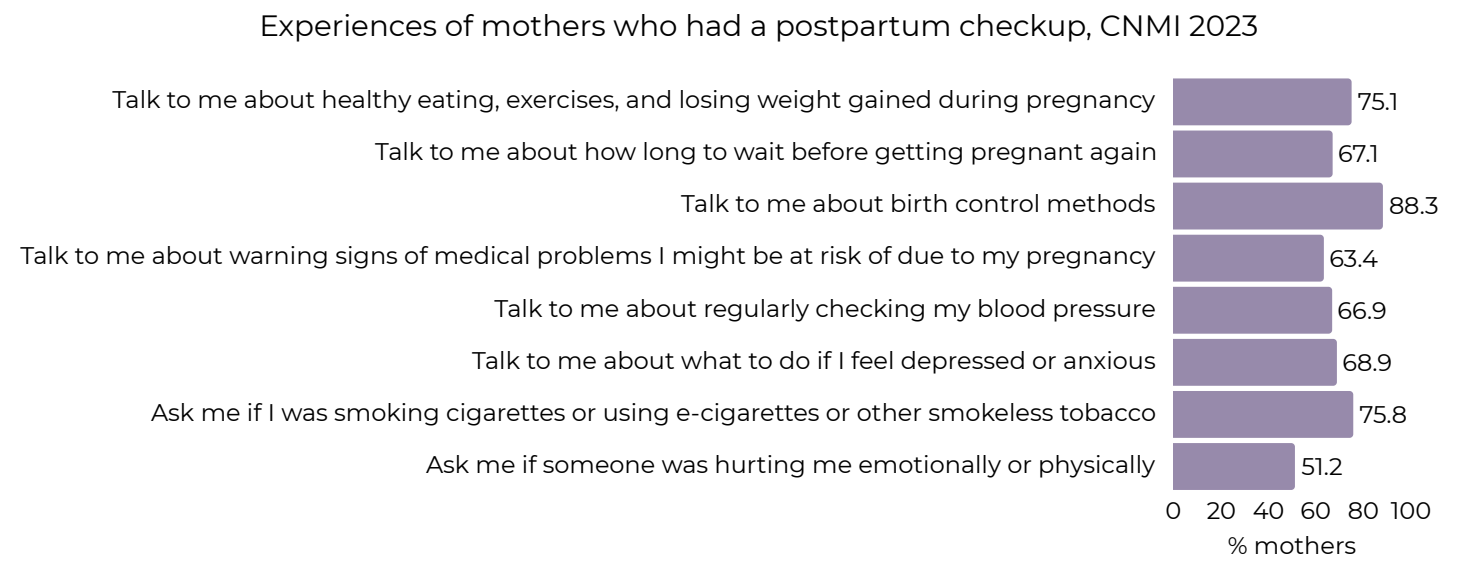 Experiences of mothers who had a postpartum checkup, CNMI 2023
Talk to me about healthy eating, exercises, and losing weight gained during pregnancy 75.1
Talk to me about how long to wait before getting pregnant again 67.1
Talk to me about birth control methods 88.3
Talk to me about warning signs of medical problems I might be at risk of due to my pregnancy 63.4
Talk to me about regularly checking my blood pressure 66.9
Talk to me about what to do if I feel depressed or anxious 68.9
Ask me if I was smoking cigarettes or using e-cigarettes or other smokeless tobacco 75.8
Ask me if someone was hurting me emotionally or physically 51.2
0 20 40 60 80 100
% mothers